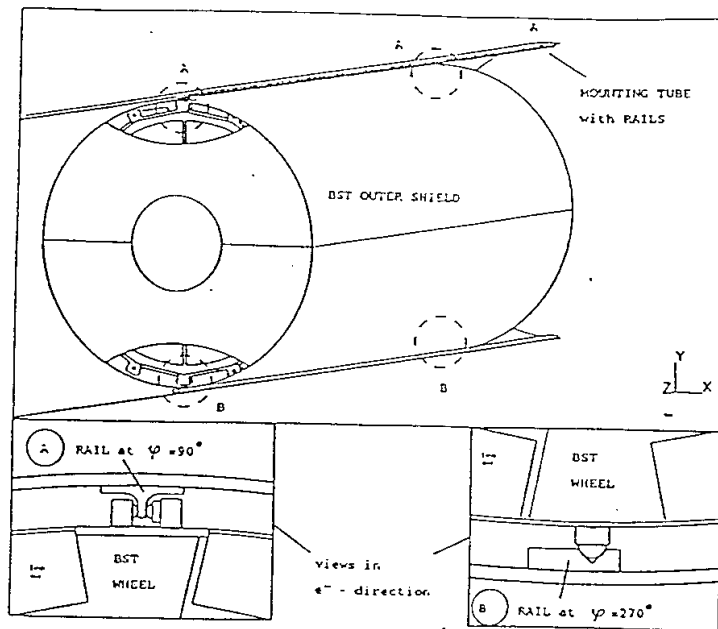 A
A
A
MOUNTING TUBE
with RAILS
BST OUTER SHIELD
Y
Z X
B
B
A RAIL at φ=90°
BST
WHEEL
views in
e⁻ - direction
BST
WHEEL
B RAIL at φ=270°